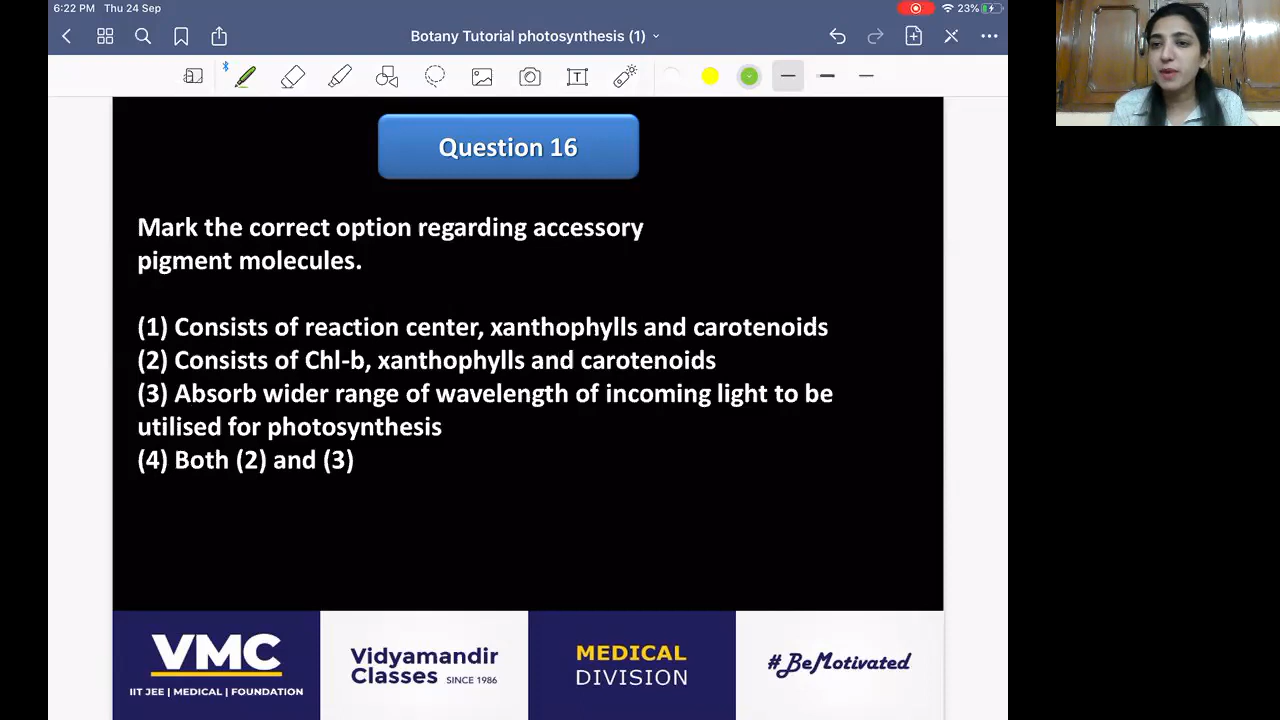 6:22 PM Thu 24 Sep
23%
Botany Tutorial photosynthesis (1)
T
Question 16
Mark the correct option regarding accessory
pigment molecules.
(1) Consists of reaction center, xanthophylls and carotenoids
(2) Consists of Chl-b, xanthophylls and carotenoids
(3) Absorb wider range of wavelength of incoming light to be
utilised for photosynthesis
(4) Both (2) and (3)
VMC
IIT JEE | MEDICAL | FOUNDATION
Vidyamandir
Classes SINCE 1986
MEDICAL
DIVISION
#BeMotivated